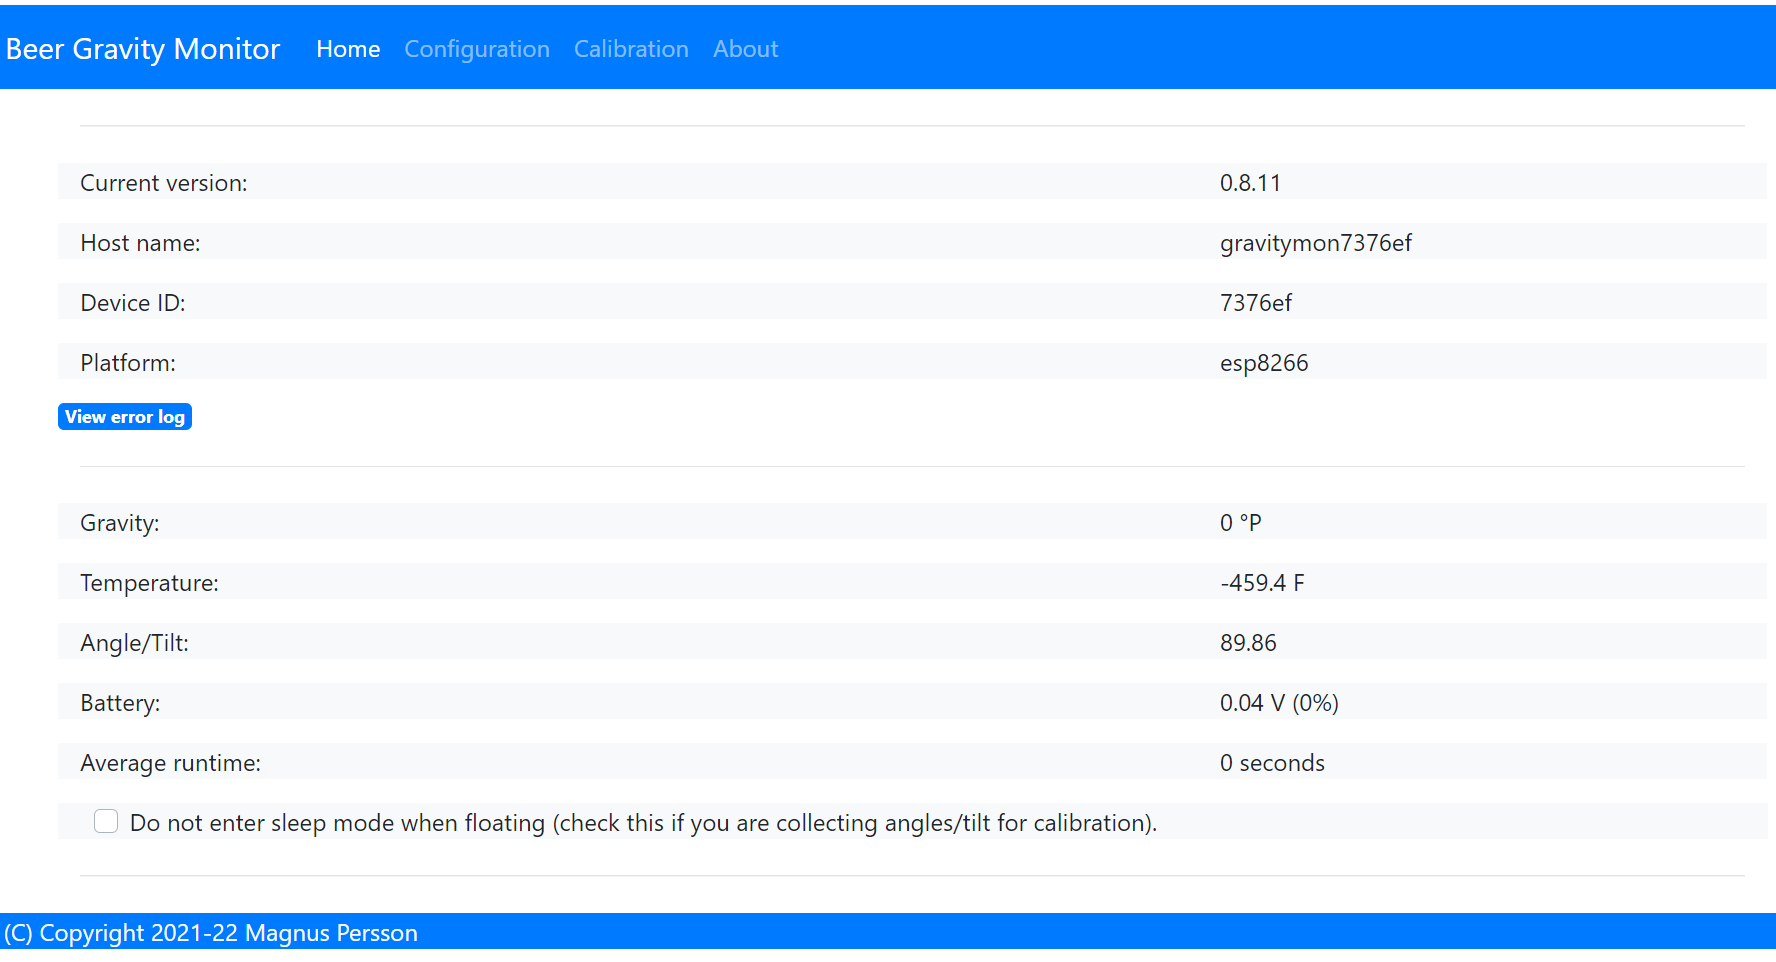 Beer Gravity Monitor Home Configuration Calibration About
Current version: 0.8.11
Host name: gravitymon7376ef
Device ID: 7376ef
Platform: esp8266
View error log
Gravity: 0 °P
Temperature: -459.4 F
Angle/Tilt: 89.86
Battery: 0.04 V (0%)
Average runtime: 0 seconds
Do not enter sleep mode when floating (check this if you are collecting angles/tilt for calibration).
(C) Copyright 2021-22 Magnus Persson